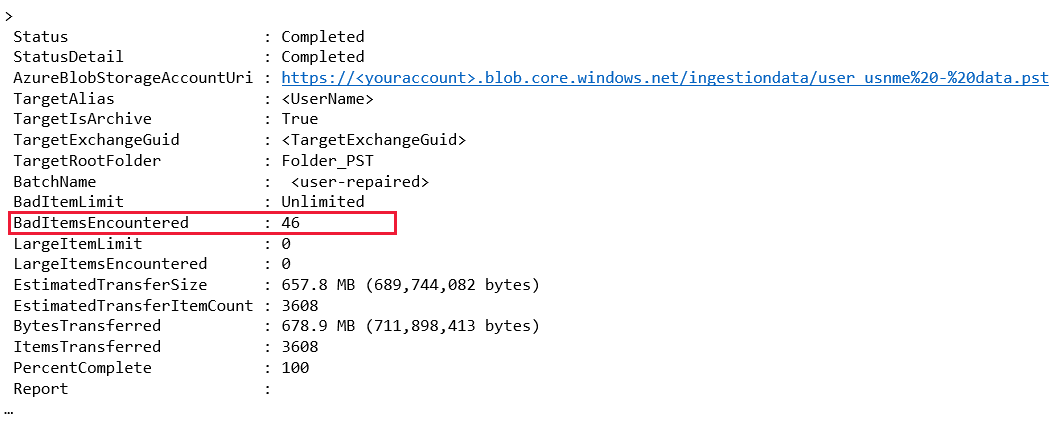 >
Status                     : Completed
StatusDetail               : Completed
AzureBlobStorageAccountUri : https://<youraccount>.blob.core.windows.net/ingestiondata/user usnme%20-%20data.pst
TargetAlias                : <UserName>
TargetIsArchive            : True
TargetExchangeGuid         : <TargetExchangeGuid>
TargetRootFolder           : Folder_PST
BatchName                  :  <user-repaired>
BadItemLimit               : Unlimited
BadItemsEncountered        : 46
LargeItemLimit             : 0
LargeItemsEncountered      : 0
EstimatedTransferSize      : 657.8 MB (689,744,082 bytes)
EstimatedTransferItemCount : 3608
BytesTransferred           : 678.9 MB (711,898,413 bytes)
ItemsTransferred           : 3608
PercentComplete            : 100
Report                     :
…